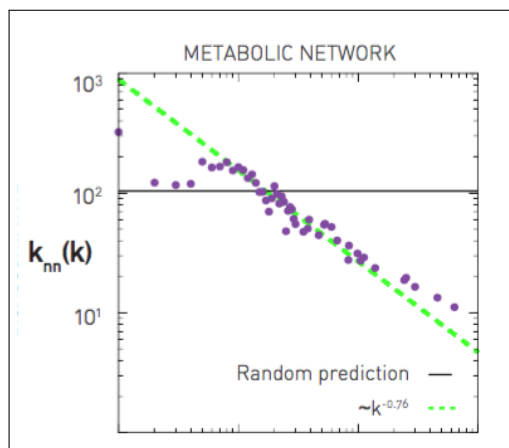 METABOLIC NETWORK
10³
10²
kₙₙ(k)
10¹
Random prediction
~k⁻⁰·⁷⁶